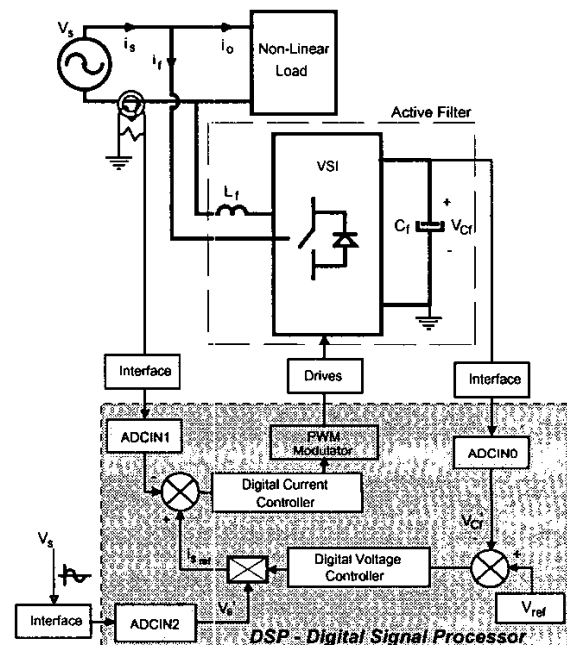 Vs
is
io
if
Non-Linear
Load
Active Filter
VSI
Lf
+
Cf
VCf
-
Interface
Drives
Interface
ADCIN1
PWM
Modulator
ADCIN0
Digital Current
Controller
+
-
VCf
is ref
Vs
Digital Voltage
Controller
+
Interface
ADCIN2
Vs
Vref
DSP - Digital Signal Processor